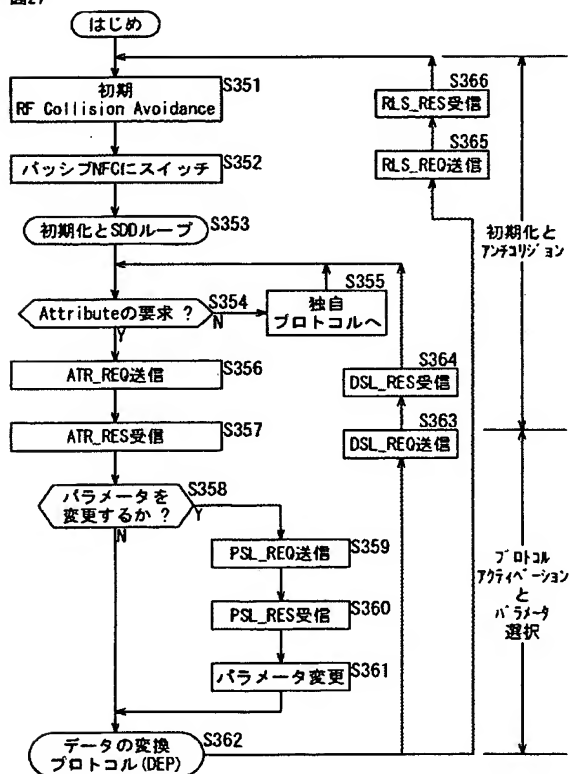 図27
はじめ
初期
RF Collision Avoidance
S351
パッシブNFCにスイッチ
S352
初期化とSDDループ
S353
Attributeの要求 ?
S354
N
Y
独自
プロトコルへ
S355
ATR_REQ送信
S356
ATR_RES受信
S357
パラメータを
変更するか ?
S358
Y
N
PSL_REQ送信
S359
PSL_RES受信
S360
パラメータ変更
S361
データの変換
プロトコル(DEP)
S362
DSL_REQ送信
S363
DSL_RES受信
S364
RLS_REQ送信
S365
RLS_RES受信
S366
初期化と
アンチコリジョン
プロトコル
アクティベーション
と
パラメータ
選択